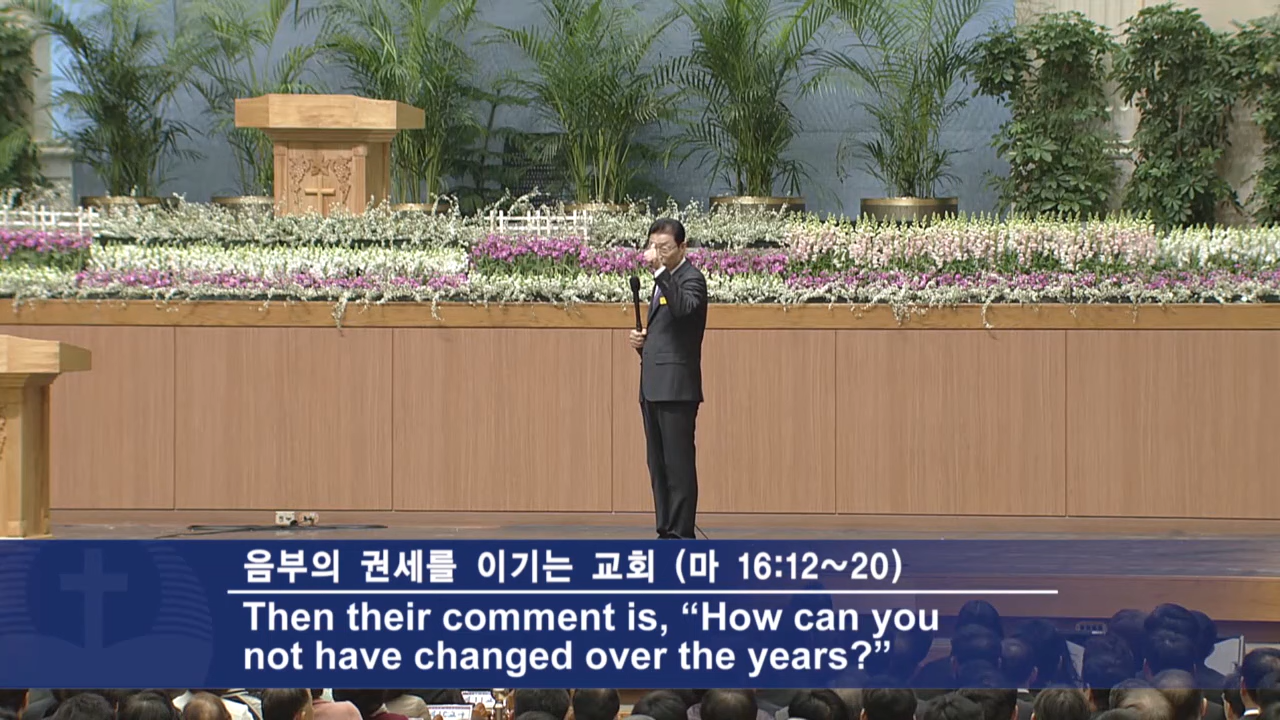 음부의 권세를 이기는 교회 (마 16:12~20)
Then their comment is, “How can you
not have changed over the years?”